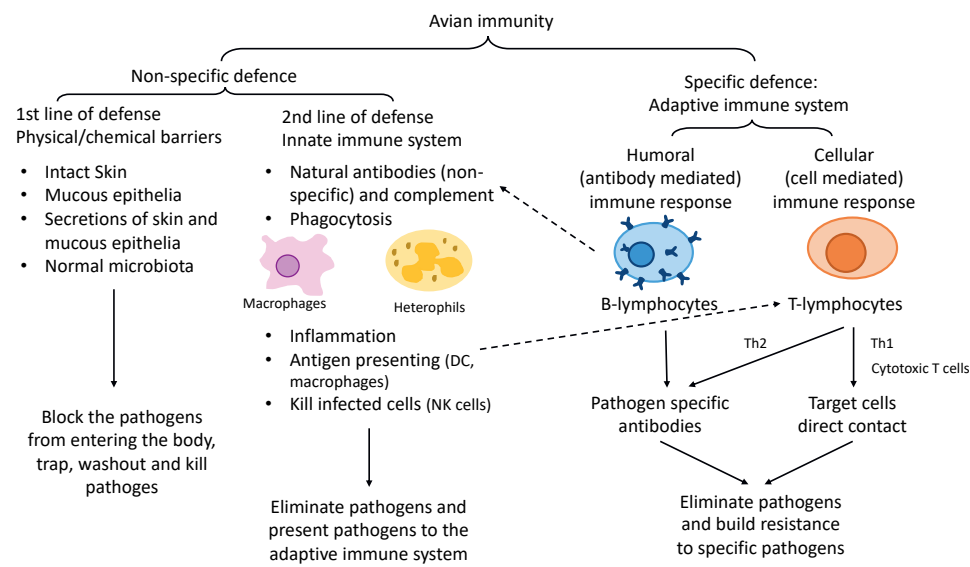 Avian immunity
Non-specific defence
1st line of defense
Physical/chemical barriers
• Intact Skin
• Mucous epithelia
• Secretions of skin and
mucous epithelia
• Normal microbiota
Block the pathogens
from entering the body,
trap, washout and kill
pathoges
2nd line of defense
Innate immune system
• Natural antibodies (non-
specific) and complement
• Phagocytosis
Macrophages
Heterophils
• Inflammation
• Antigen presenting (DC,
macrophages)
• Kill infected cells (NK cells)
Eliminate pathogens and
present pathogens to the
adaptive immune system
Specific defence:
Adaptive immune system
Humoral
(antibody mediated)
immune response
B-lymphocytes
Cellular
(cell mediated)
immune response
T-lymphocytes
Th2
Th1
Cytotoxic T cells
Pathogen specific
antibodies
Target cells
direct contact
Eliminate pathogens
and build resistance
to specific pathogens